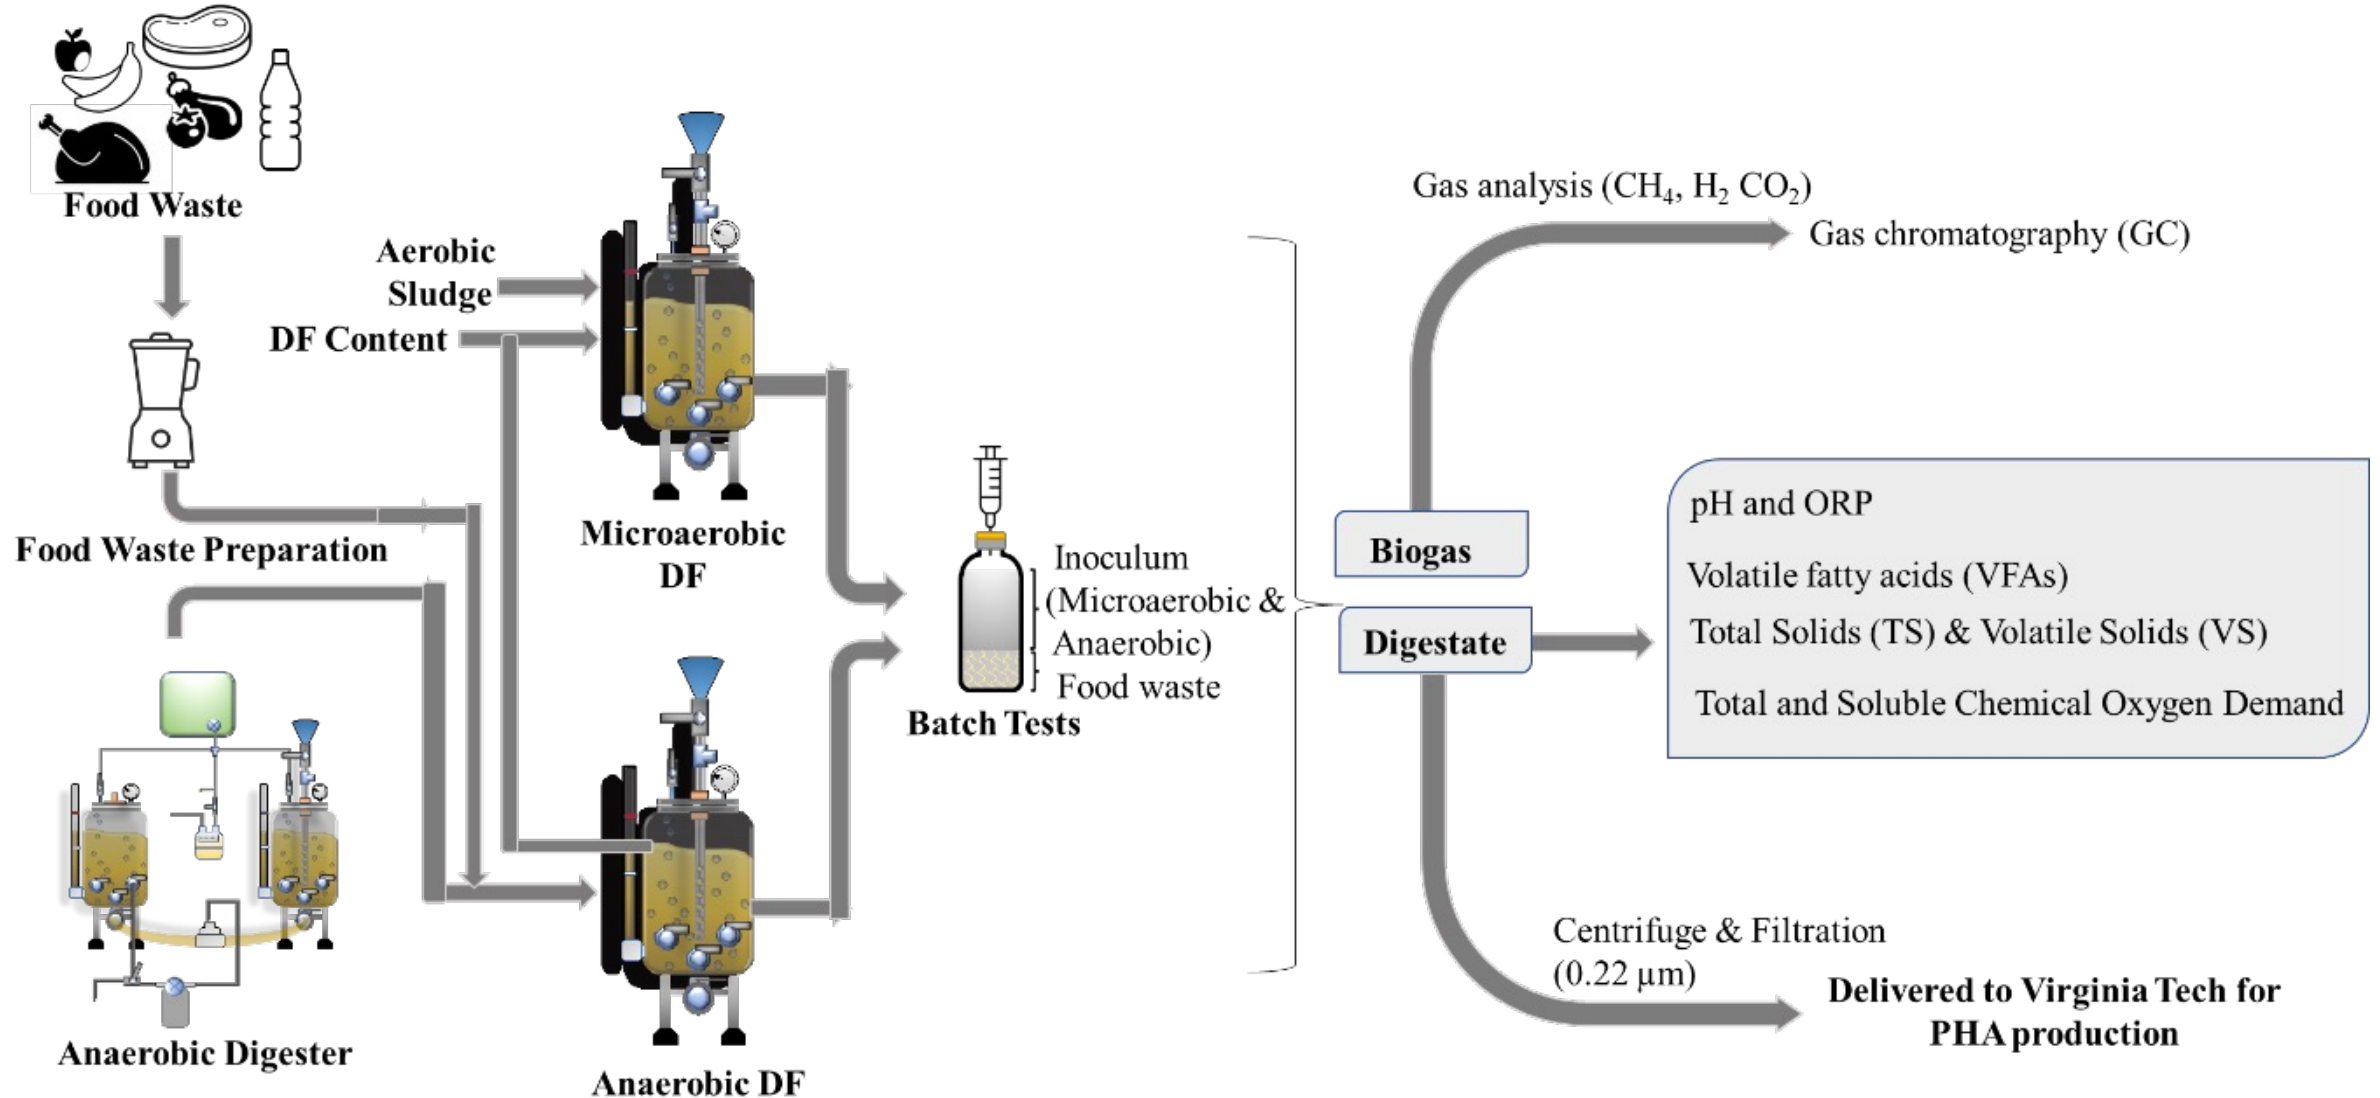 Food Waste
Aerobic
Sludge
DF Content
Food Waste Preparation
Microaerobic
DF
Anaerobic Digester
Anaerobic DF
Inoculum
(Microaerobic &
Anaerobic)
Food waste
Batch Tests
Gas analysis (CH₄, H₂ CO₂)
Gas chromatography (GC)
Biogas
Digestate
pH and ORP
Volatile fatty acids (VFAs)
Total Solids (TS) & Volatile Solids (VS)
Total and Soluble Chemical Oxygen Demand
Centrifuge & Filtration
(0.22 µm)
Delivered to Virginia Tech for
PHA production